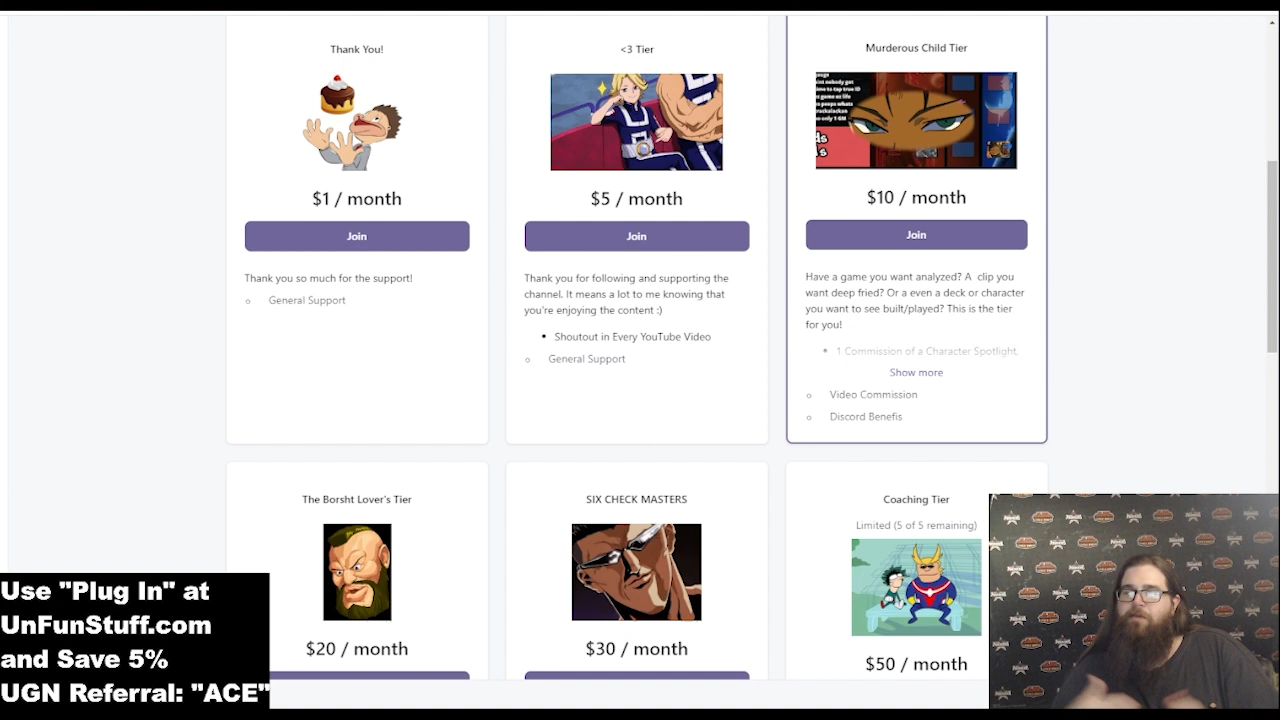 Thank You!
$1 / month
Join
Thank you so much for the support!
General Support
<3 Tier
$5 / month
Join
Thank you for following and supporting the
channel. It means a lot to me knowing that
you're enjoying the content :)
Shoutout in Every YouTube Video
General Support
Murderous Child Tier
$10 / month
Join
Have a game you want analyzed? A clip you
want deep fried? Or a even a deck or character
you want to see built/played? This is the tier
for you!
1 Commission of a Character Spotlight,
Show more
Video Commission
Discord Benefis
The Borsht Lover's Tier
$20 / month
SIX CHECK MASTERS
$30 / month
Coaching Tier
Limited (5 of 5 remaining)
$50 / month
Use "Plug In" at
UnFunStuff.com
and Save 5%
UGN Referral: "ACE"